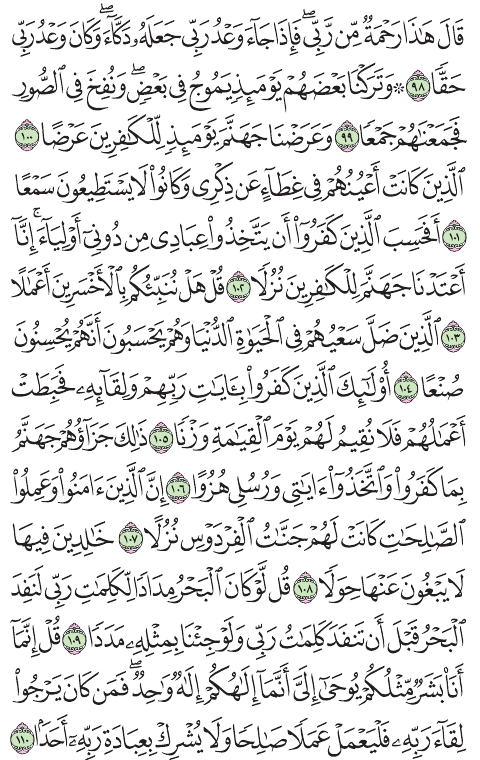 قَالَ هَٰذَا رَحْمَةٌ مِّن رَّبِّي ۖ فَإِذَا جَآءَ وَعْدُ رَبِّي جَعَلَهُۥ دَكَّآءَ ۖ وَكَانَ وَعْدُ رَبِّي
حَقًّا ٩٨ ۞ وَتَرَكْنَا بَعْضَهُمْ يَوْمَئِذٍ يَمُوجُ فِي بَعْضٍ ۖ وَنُفِخَ فِي ٱلصُّورِ
فَجَمَعْنَٰهُمْ جَمْعًا ٩٩ وَعَرَضْنَا جَهَنَّمَ يَوْمَئِذٍ لِّلْكَٰفِرِينَ عَرْضًا ١٠٠
ٱلَّذِينَ كَانَتْ أَعْيُنُهُمْ فِي غِطَآءٍ عَن ذِكْرِي وَكَانُوا۟ لَا يَسْتَطِيعُونَ سَمْعًا
١٠١ أَفَحَسِبَ ٱلَّذِينَ كَفَرُوٓا۟ أَن يَتَّخِذُوا۟ عِبَادِي مِن دُونِيٓ أَوْلِيَآءَ ۚ إِنَّآ
أَعْتَدْنَا جَهَنَّمَ لِلْكَٰفِرِينَ نُزُلًا ١٠٢ قُلْ هَلْ نُنَبِّئُكُم بِٱلْأَخْسَرِينَ أَعْمَٰلًا
١٠٣ ٱلَّذِينَ ضَلَّ سَعْيُهُمْ فِي ٱلْحَيَوٰةِ ٱلدُّنْيَا وَهُمْ يَحْسَبُونَ أَنَّهُمْ يُحْسِنُونَ
صُنْعًا ١٠٤ أُو۟لَٰٓئِكَ ٱلَّذِينَ كَفَرُوا۟ بِـَٔايَٰتِ رَبِّهِمْ وَلِقَآئِهِۦ فَحَبِطَتْ
أَعْمَٰلُهُمْ فَلَا نُقِيمُ لَهُمْ يَوْمَ ٱلْقِيَٰمَةِ وَزْنًا ١٠٥ ذَٰلِكَ جَزَآؤُهُمْ جَهَنَّمُ
بِمَا كَفَرُوا۟ وَٱتَّخَذُوٓا۟ ءَايَٰتِي وَرُسُلِي هُزُوًا ١٠٦ إِنَّ ٱلَّذِينَ ءَامَنُوا۟ وَعَمِلُوا۟
ٱلصَّٰلِحَٰتِ كَانَتْ لَهُمْ جَنَّٰتُ ٱلْفِرْدَوْسِ نُزُلًا ١٠٧ خَٰلِدِينَ فِيهَا
لَا يَبْغُونَ عَنْهَا حِوَلًا ١٠٨ قُل لَّوْ كَانَ ٱلْبَحْرُ مِدَادًا لِّكَلِمَٰتِ رَبِّي لَنَفِدَ
ٱلْبَحْرُ قَبْلَ أَن تَنفَدَ كَلِمَٰتُ رَبِّي وَلَوْ جِئْنَا بِمِثْلِهِۦ مَدَدًا ١٠٩ قُلْ إِنَّمَآ
أَنَا۠ بَشَرٌ مِّثْلُكُمْ يُوحَىٰٓ إِلَيَّ أَنَّمَآ إِلَٰهُكُمْ إِلَٰهٌ وَٰحِدٌ ۖ فَمَن كَانَ يَرْجُوا۟
لِقَآءَ رَبِّهِۦ فَلْيَعْمَلْ عَمَلًا صَٰلِحًا وَلَا يُشْرِكْ بِعِبَادَةِ رَبِّهِۦٓ أَحَدًۢا ١١٠